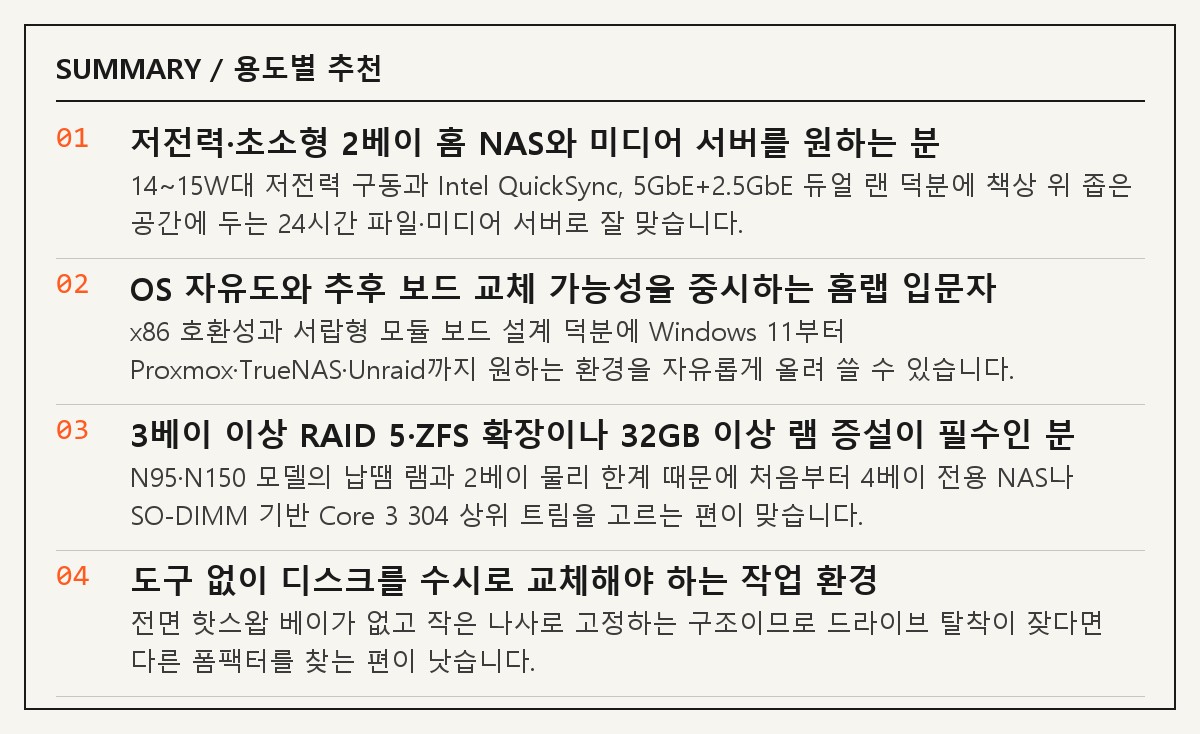 SUMMARY / 용도별 추천
01
저전력·초소형 2베이 홈 NAS와 미디어 서버를 원하는 분
14~15W대 저전력 구동과 Intel QuickSync, 5GbE+2.5GbE 듀얼 랜 덕분에 책상 위 좁은
공간에 두는 24시간 파일·미디어 서버로 잘 맞습니다.
02
OS 자유도와 추후 보드 교체 가능성을 중시하는 홈랩 입문자
x86 호환성과 서랍형 모듈 보드 설계 덕분에 Windows 11부터
Proxmox·TrueNAS·Unraid까지 원하는 환경을 자유롭게 올려 쓸 수 있습니다.
03
3베이 이상 RAID 5·ZFS 확장이나 32GB 이상 램 증설이 필수인 분
N95·N150 모델의 납땜 램과 2베이 물리 한계 때문에 처음부터 4베이 전용 NAS나
SO-DIMM 기반 Core 3 304 상위 트림을 고르는 편이 맞습니다.
04
도구 없이 디스크를 수시로 교체해야 하는 작업 환경
전면 핫스왑 베이가 없고 작은 나사로 고정하는 구조이므로 드라이브 탈착이 잦다면
다른 폼팩터를 찾는 편이 낫습니다.